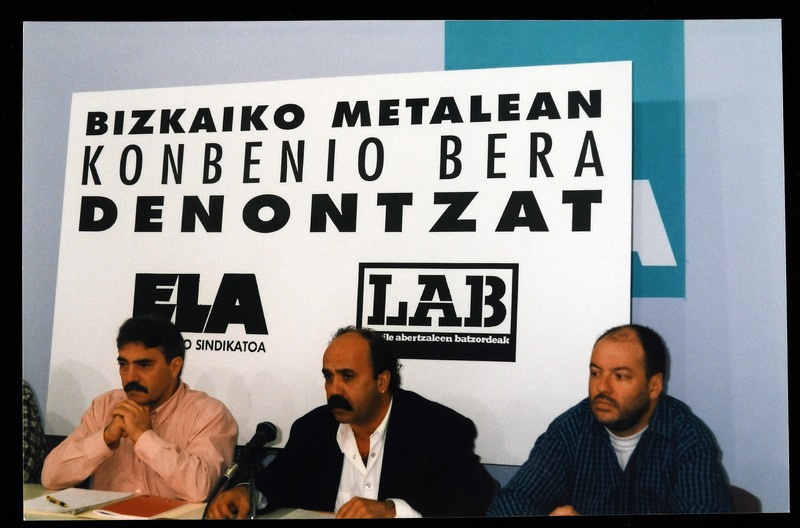 BIZKAIKO METALEAN
KONBENIO BERA
DENONTZAT
ELA
SINDIKATOA
LAB
abertzaleen batzordeak
A